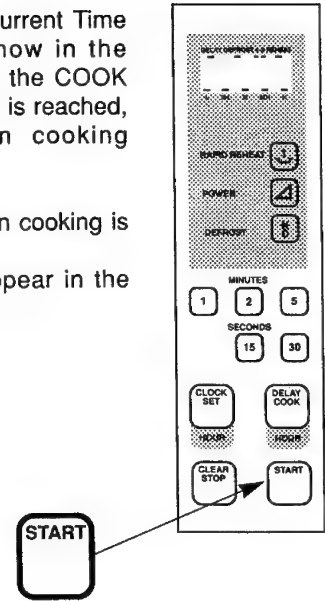 urrent Time
now in the
the COOK
is reached,
n cooking
n cooking is
pear in the
RAPID REHEAT
POWER
DEFROST
MINUTES
1 2 5
SECONDS
15 30
CLOCK
SET
DELAY
COOK
HOUR
HOUR
CLEAR
STOP
START
START